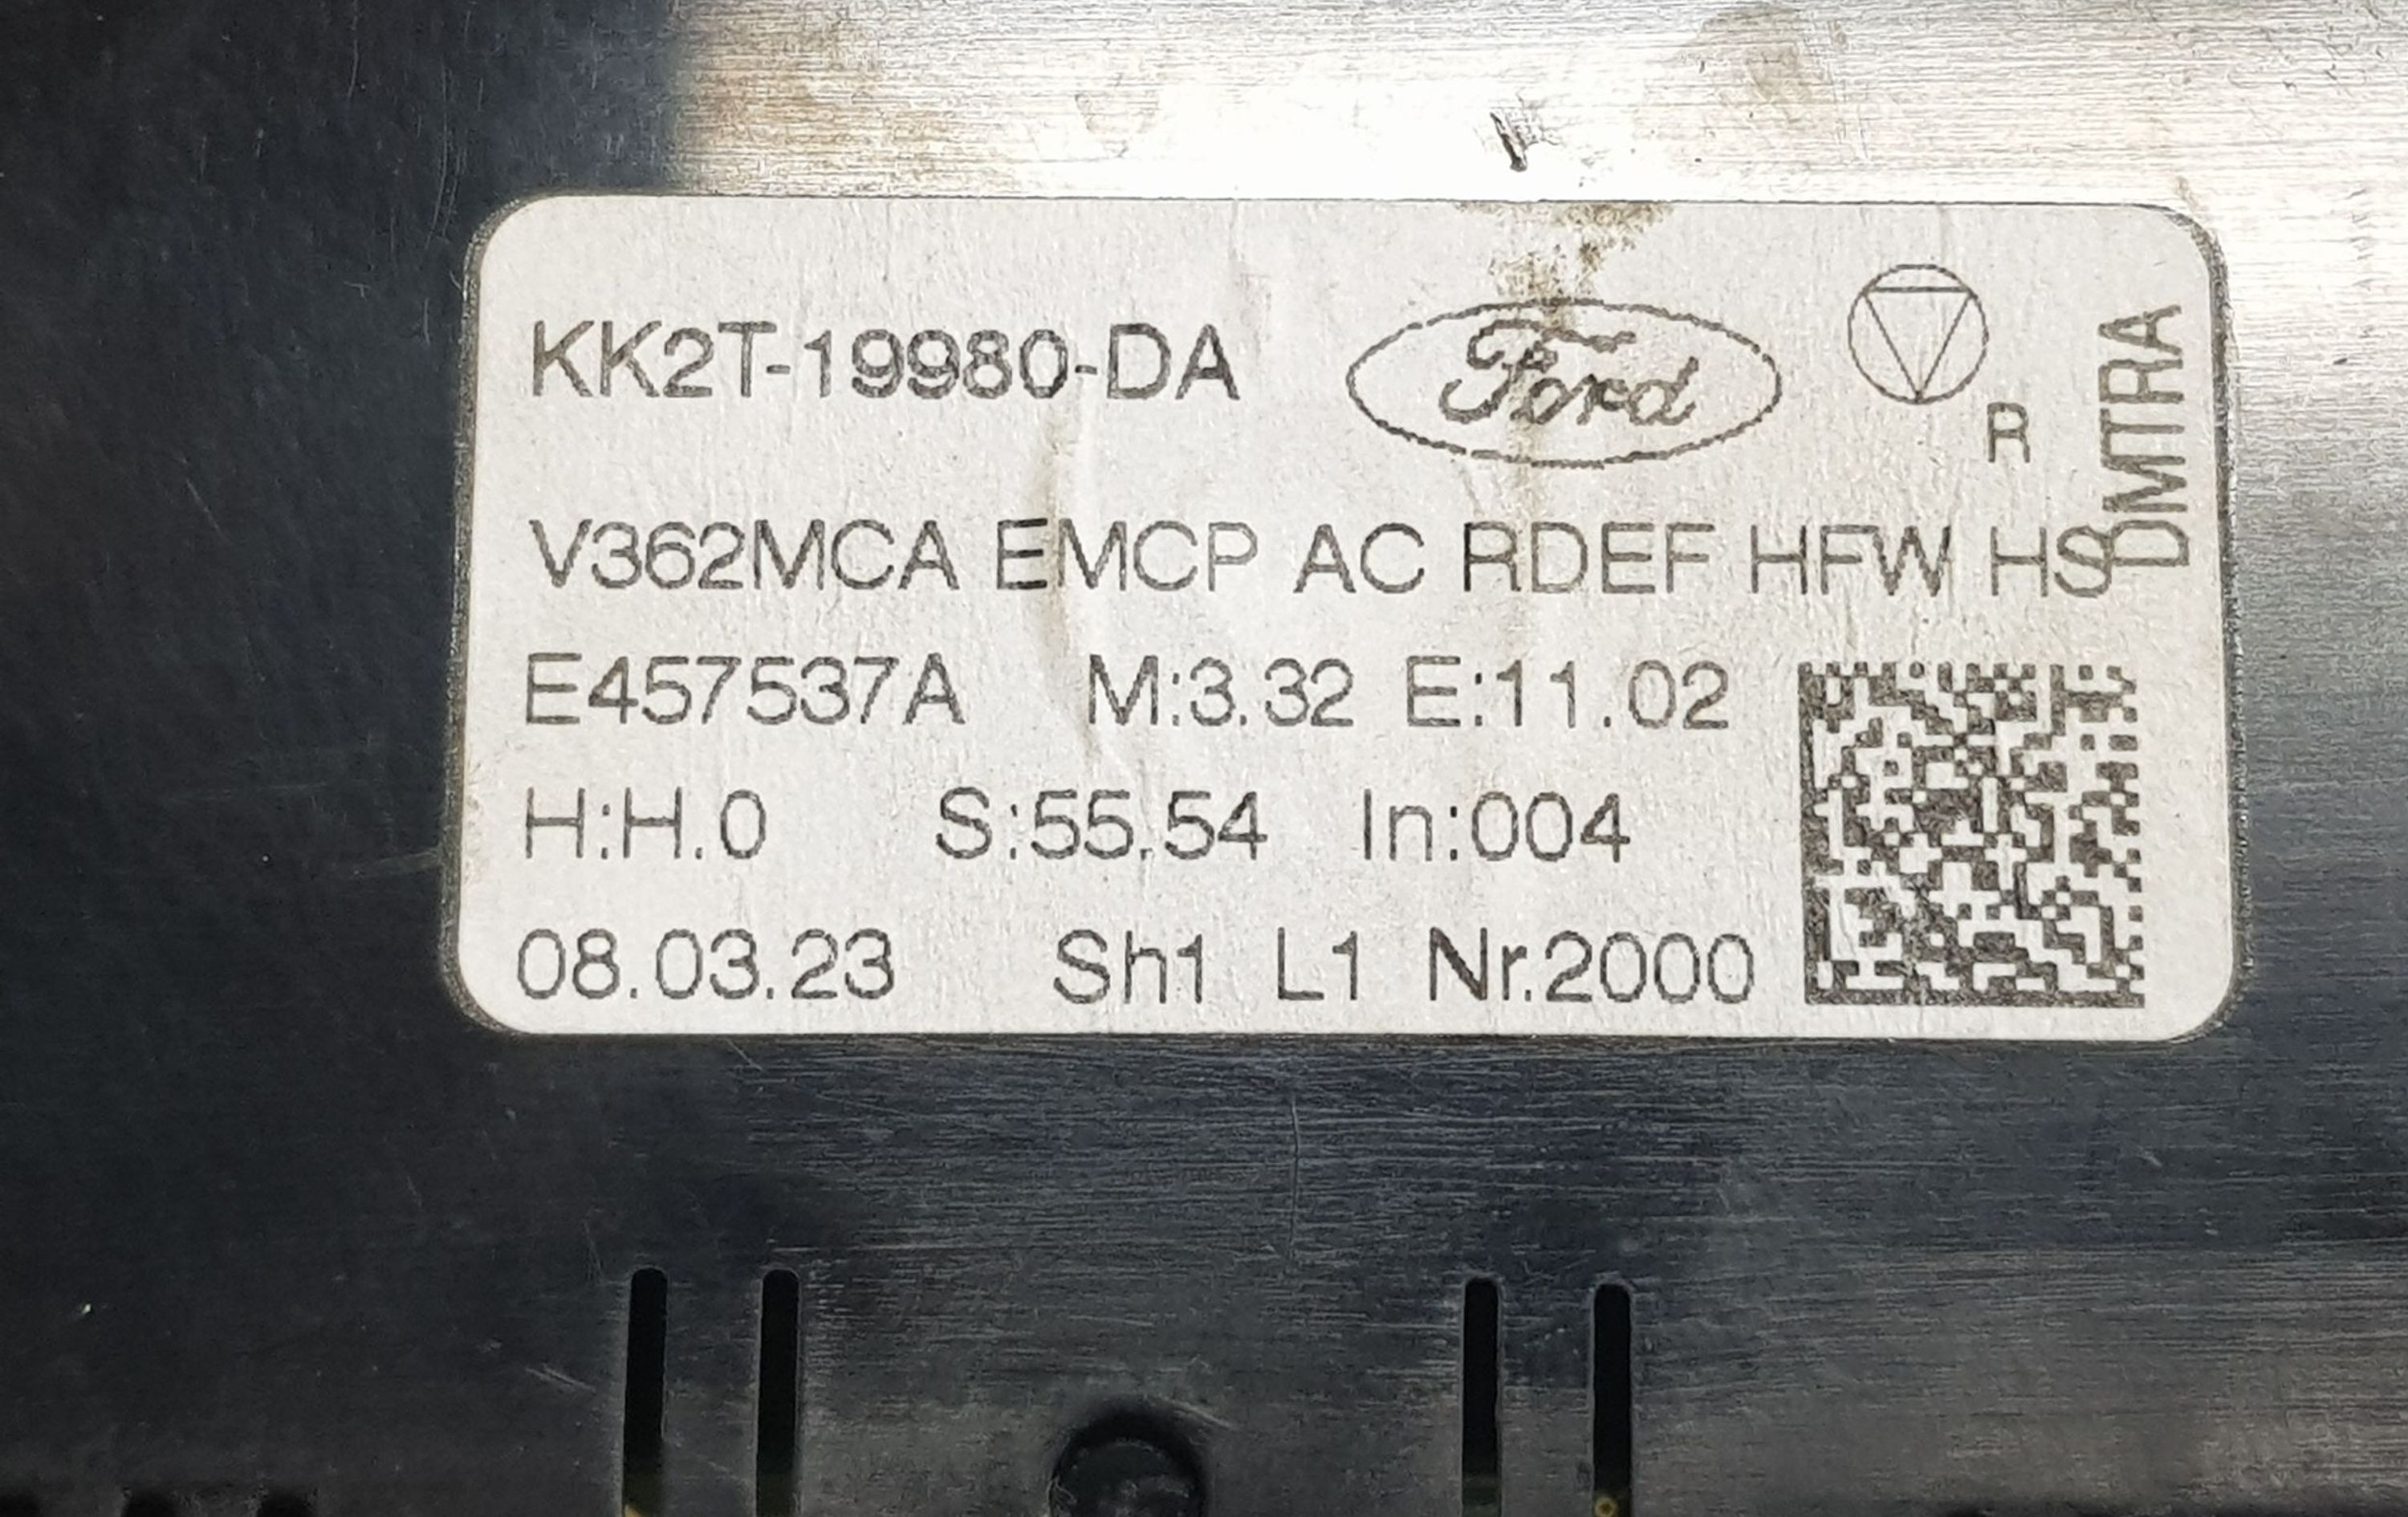 KK2T-19980-DA
Ford
R
DMTRA
V362MCA EMCP AC RDEF HFW HS
E457537A M:3.32 E:11.02
H:H.0 S:55.54 In:004
08.03.23 Sh1 L1 Nr.2000